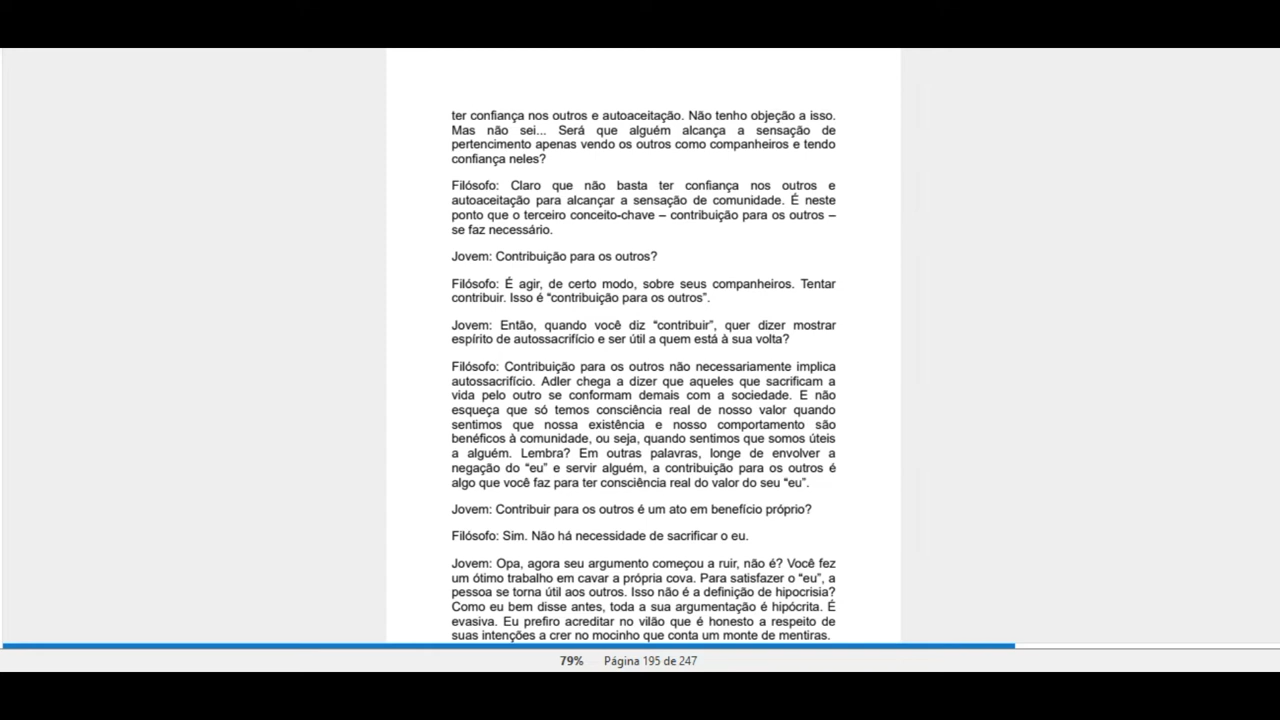 ter confiança nos outros e autoaceitação. Não tenho objeção a isso.
Mas não sei... Será que alguém alcança a sensação de
pertencimento apenas vendo os outros como companheiros e tendo
confiança neles?
Filósofo: Claro que não basta ter confiança nos outros e
autoaceitação para alcançar a sensação de comunidade. É neste
ponto que o terceiro conceito-chave – contribuição para os outros –
se faz necessário.
Jovem: Contribuição para os outros?
Filósofo: É agir, de certo modo, sobre seus companheiros. Tentar
contribuir. Isso é “contribuição para os outros”.
Jovem: Então, quando você diz “contribuir”, quer dizer mostrar
espírito de autossacrifício e ser útil a quem está à sua volta?
Filósofo: Contribuição para os outros não necessariamente implica
autossacrifício. Adler chega a dizer que aqueles que sacrificam a
vida pelo outro se conformam demais com a sociedade. E não
esqueça que só temos consciência real de nosso valor quando
sentimos que nossa existência e nosso comportamento são
benéficos à comunidade, ou seja, quando sentimos que somos úteis
a alguém. Lembra? Em outras palavras, longe de envolver a
negação do “eu” e servir alguém, a contribuição para os outros é
algo que você faz para ter consciência real do valor do seu “eu”.
Jovem: Contribuir para os outros é um ato em benefício próprio?
Filósofo: Sim. Não há necessidade de sacrificar o eu.
Jovem: Opa, agora seu argumento começou a ruir, não é? Você fez
um ótimo trabalho em cavar a própria cova. Para satisfazer o “eu”, a
pessoa se torna útil aos outros. Isso não é a definição de hipocrisia?
Como eu bem disse antes, toda a sua argumentação é hipócrita. É
evasiva. Eu prefiro acreditar no vilão que é honesto a respeito de
suas intenções a crer no mocinho que conta um monte de mentiras.
79% Página 195 de 247